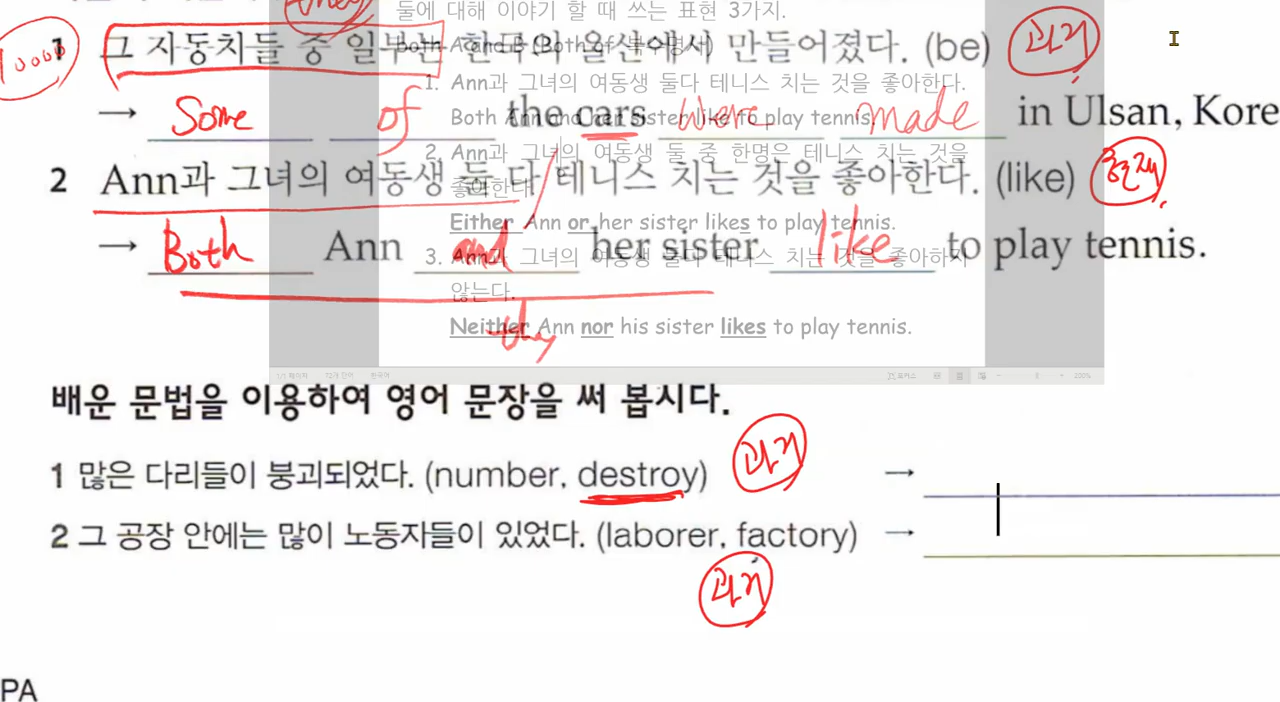 둘에 대해 이야기 할 때 쓰는 표현 3가지.
1 그 자동차들 중 일부는 한국의 울산에서 만들어졌다. (be) 과거
10000
1. Ann과 그녀의 여동생 둘다 테니스 치는 것을 좋아한다.
→ Some of the cars were made in Ulsan, Kore
Both Ann and her sister like to play tennis.
2. Ann과 그녀의 여동생 둘 중 한명은 테니스 치는 것을
좋아한다.
2 Ann과 그녀의 여동생 둘 다 테니스 치는 것을 좋아한다. (like) 현재
Either Ann or her sister likes to play tennis.
→ Both Ann and her sister like to play tennis.
3. Ann과 그녀의 여동생 둘다 테니스 치는 것을 좋아하지
않는다.
Neither Ann nor his sister likes to play tennis.
they
배운 문법을 이용하여 영어 문장을 써 봅시다.
1 많은 다리들이 붕괴되었다. (number, destroy) 과거 →
2 그 공장 안에는 많이 노동자들이 있었다. (laborer, factory) →
과거
PA